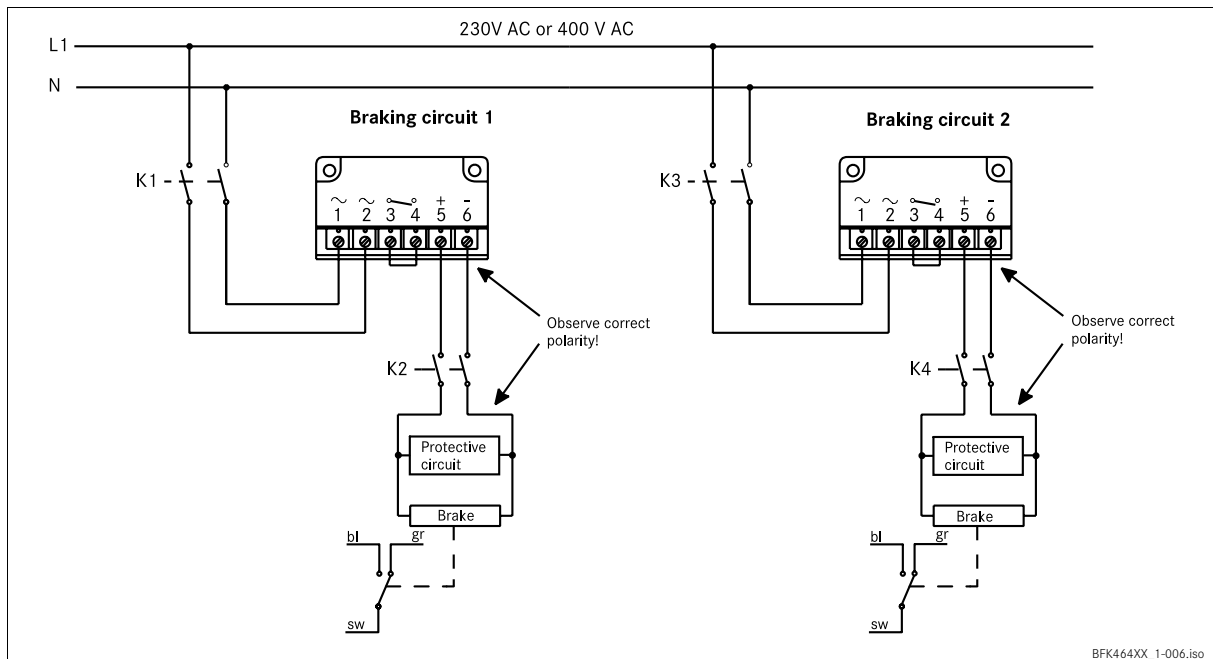 230V AC or 400 V AC
L1
N
Braking circuit 1
Braking circuit 2
K1
K3
~ ~ + -
1 2 3 4 5 6
~ ~ + -
1 2 3 4 5 6
Observe correct
polarity!
Observe correct
polarity!
K2
K4
Protective
circuit
Protective
circuit
Brake
Brake
bl gr
bl gr
sw
sw
BFK464XX_1-006.iso